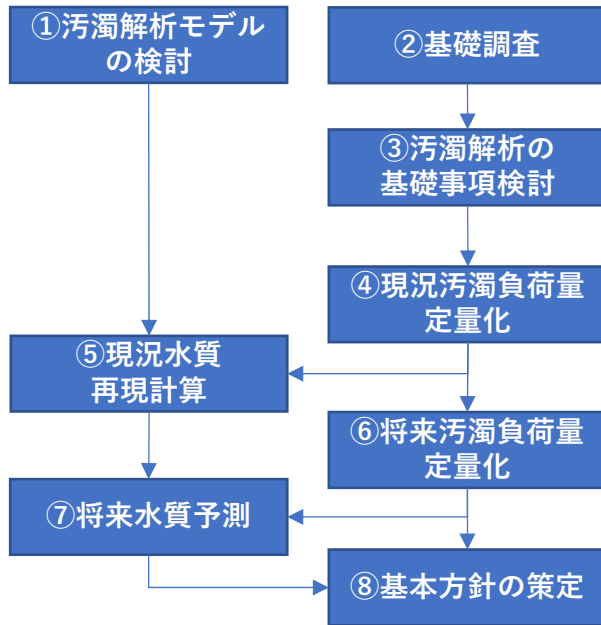 ①汚濁解析モデル
の検討
②基礎調査
③汚濁解析の
基礎事項検討
④現況汚濁負荷量
定量化
⑤現況水質
再現計算
⑥将来汚濁負荷量
定量化
⑦将来水質予測
⑧基本方針の策定